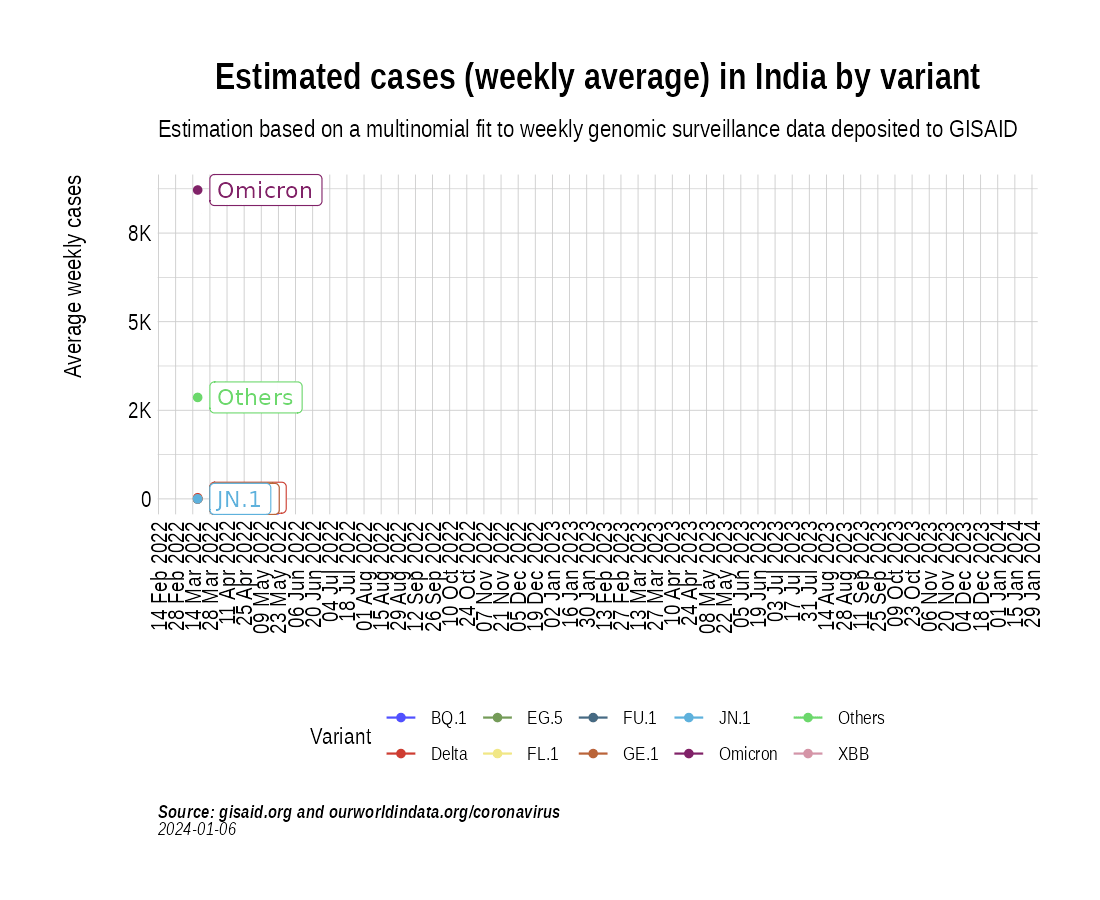 Estimated cases (weekly average) in India by variant
Estimation based on a multinomial fit to weekly genomic surveillance data deposited to GISAID
Average weekly cases
8K
5K
2K
0
Omicron
Others
JN.1
14 Feb 2022
28 Feb 2022
14 Mar 2022
28 Mar 2022
11 Apr 2022
25 Apr 2022
09 May 2022
23 May 2022
06 Jun 2022
20 Jun 2022
04 Jul 2022
18 Jul 2022
01 Aug 2022
15 Aug 2022
29 Aug 2022
12 Sep 2022
26 Sep 2022
10 Oct 2022
24 Oct 2022
07 Nov 2022
21 Nov 2022
05 Dec 2022
19 Dec 2022
02 Jan 2023
16 Jan 2023
30 Jan 2023
13 Feb 2023
27 Feb 2023
13 Mar 2023
27 Mar 2023
10 Apr 2023
24 Apr 2023
08 May 2023
22 May 2023
05 Jun 2023
19 Jun 2023
03 Jul 2023
17 Jul 2023
31 Jul 2023
14 Aug 2023
28 Aug 2023
11 Sep 2023
25 Sep 2023
09 Oct 2023
23 Oct 2023
06 Nov 2023
20 Nov 2023
04 Dec 2023
18 Dec 2023
01 Jan 2024
15 Jan 2024
29 Jan 2024
Variant
BQ.1 EG.5 FU.1 JN.1 Others
Delta FL.1 GE.1 Omicron XBB
Source: gisaid.org and ourworldindata.org/coronavirus
2024-01-06